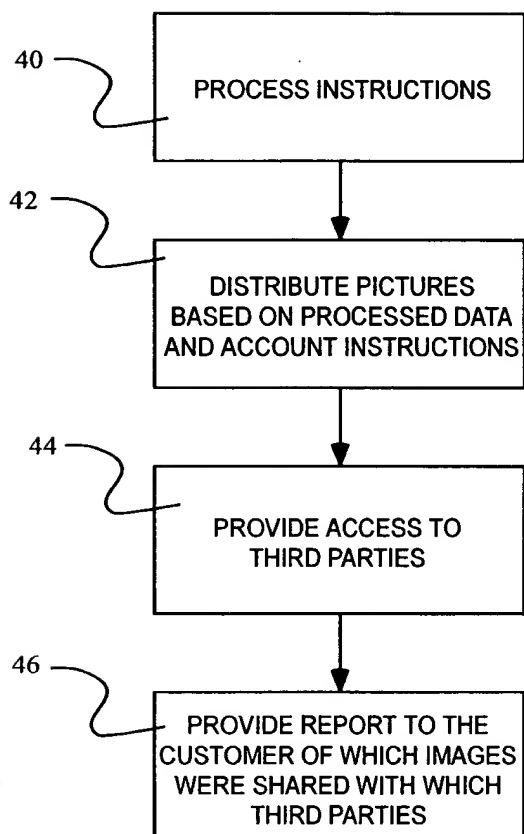 40
PROCESS INSTRUCTIONS
42
DISTRIBUTE PICTURES
BASED ON PROCESSED DATA
AND ACCOUNT INSTRUCTIONS
44
PROVIDE ACCESS TO
THIRD PARTIES
46
PROVIDE REPORT TO THE
CUSTOMER OF WHICH IMAGES
WERE SHARED WITH WHICH
THIRD PARTIES